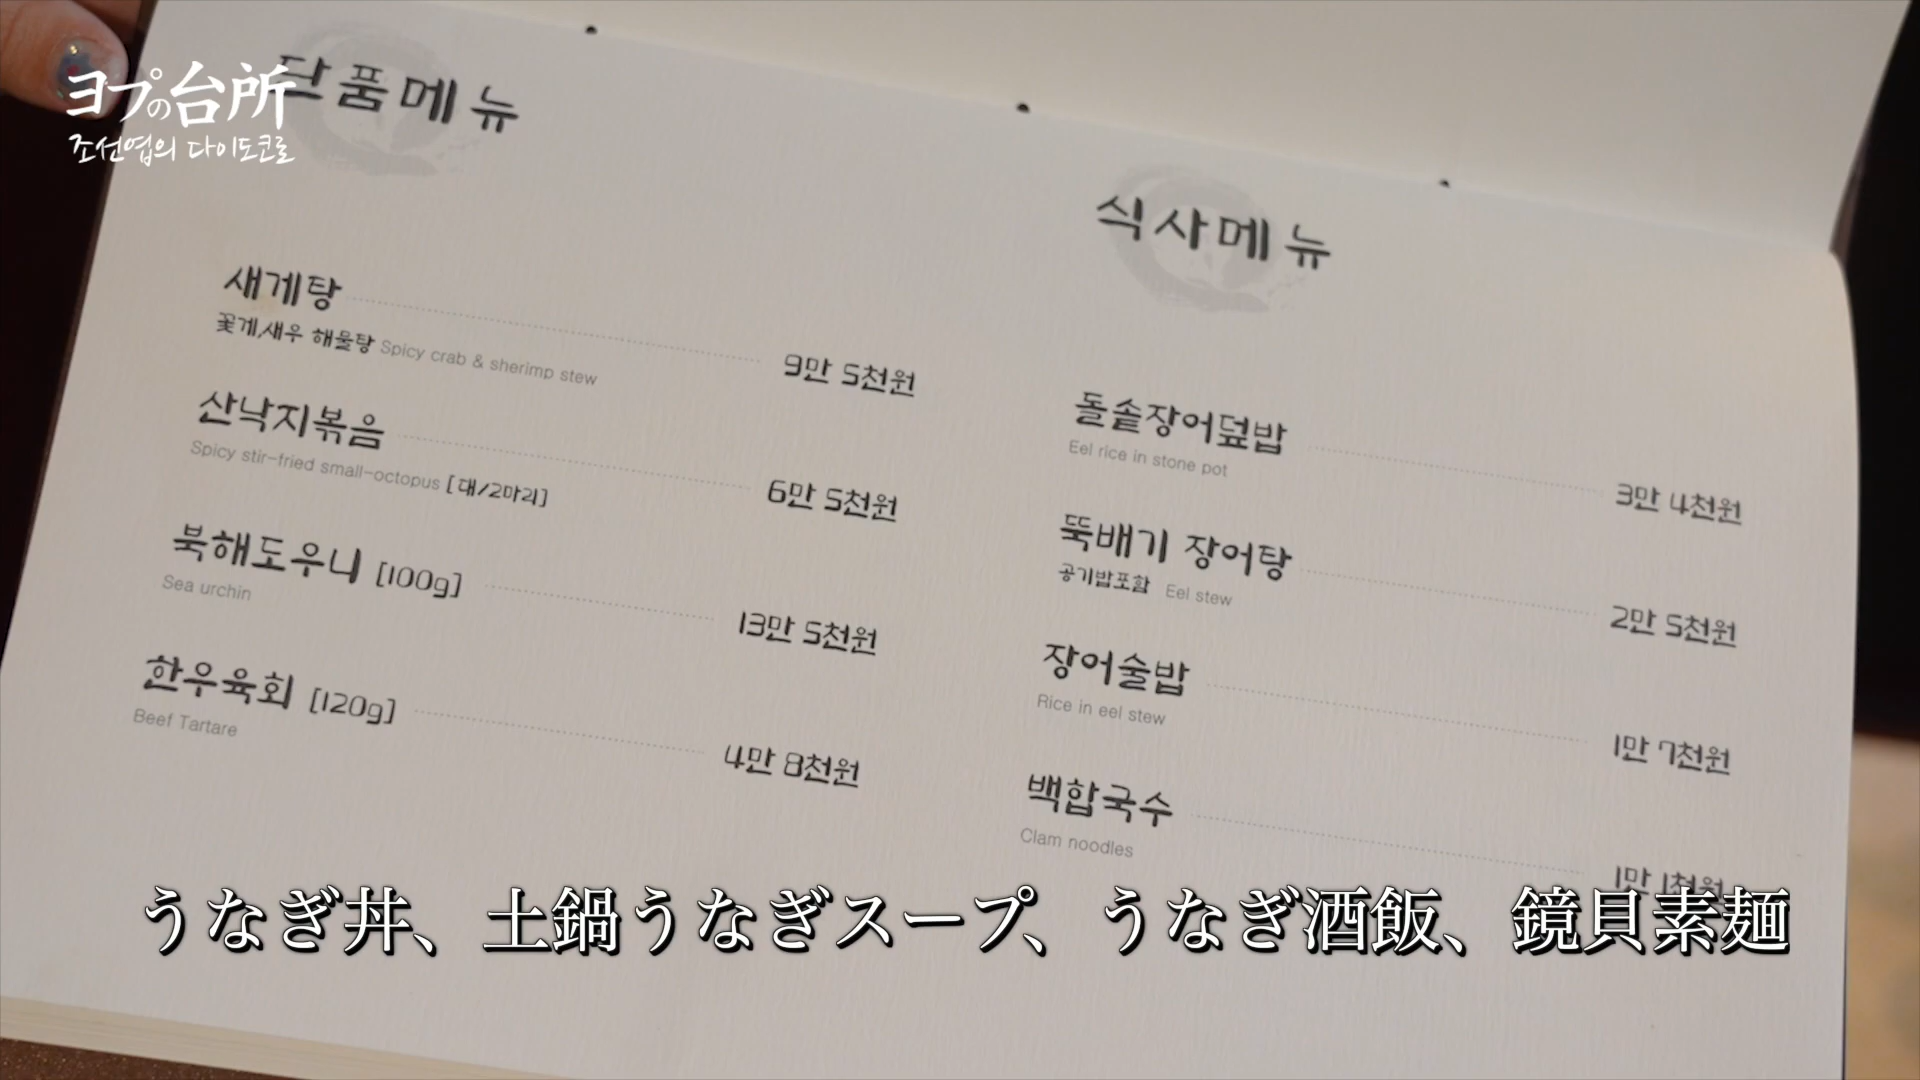 ヨプの台所
조선엽의 다이도코로
단품메뉴
새게탕 9만 5천원
꽃게,새우 해물탕 Spicy crab & sherimp stew
산낙지볶음 6만 5천원
Spicy stir-fried small-octopus [대/2마리]
북해도우니 [100g] 13만 5천원
Sea urchin
한우육회 [120g] 4만 8천원
Beef Tartare
식사메뉴
돌솥장어덮밥 3만 4천원
Eel rice in stone pot
뚝배기 장어탕 2만 5천원
공기밥포함 Eel stew
장어술밥 1만 7천원
Rice in eel stew
백합국수 1만 1천원
Clam noodles
うなぎ丼、土鍋うなぎスープ、うなぎ酒飯、鏡貝素麺